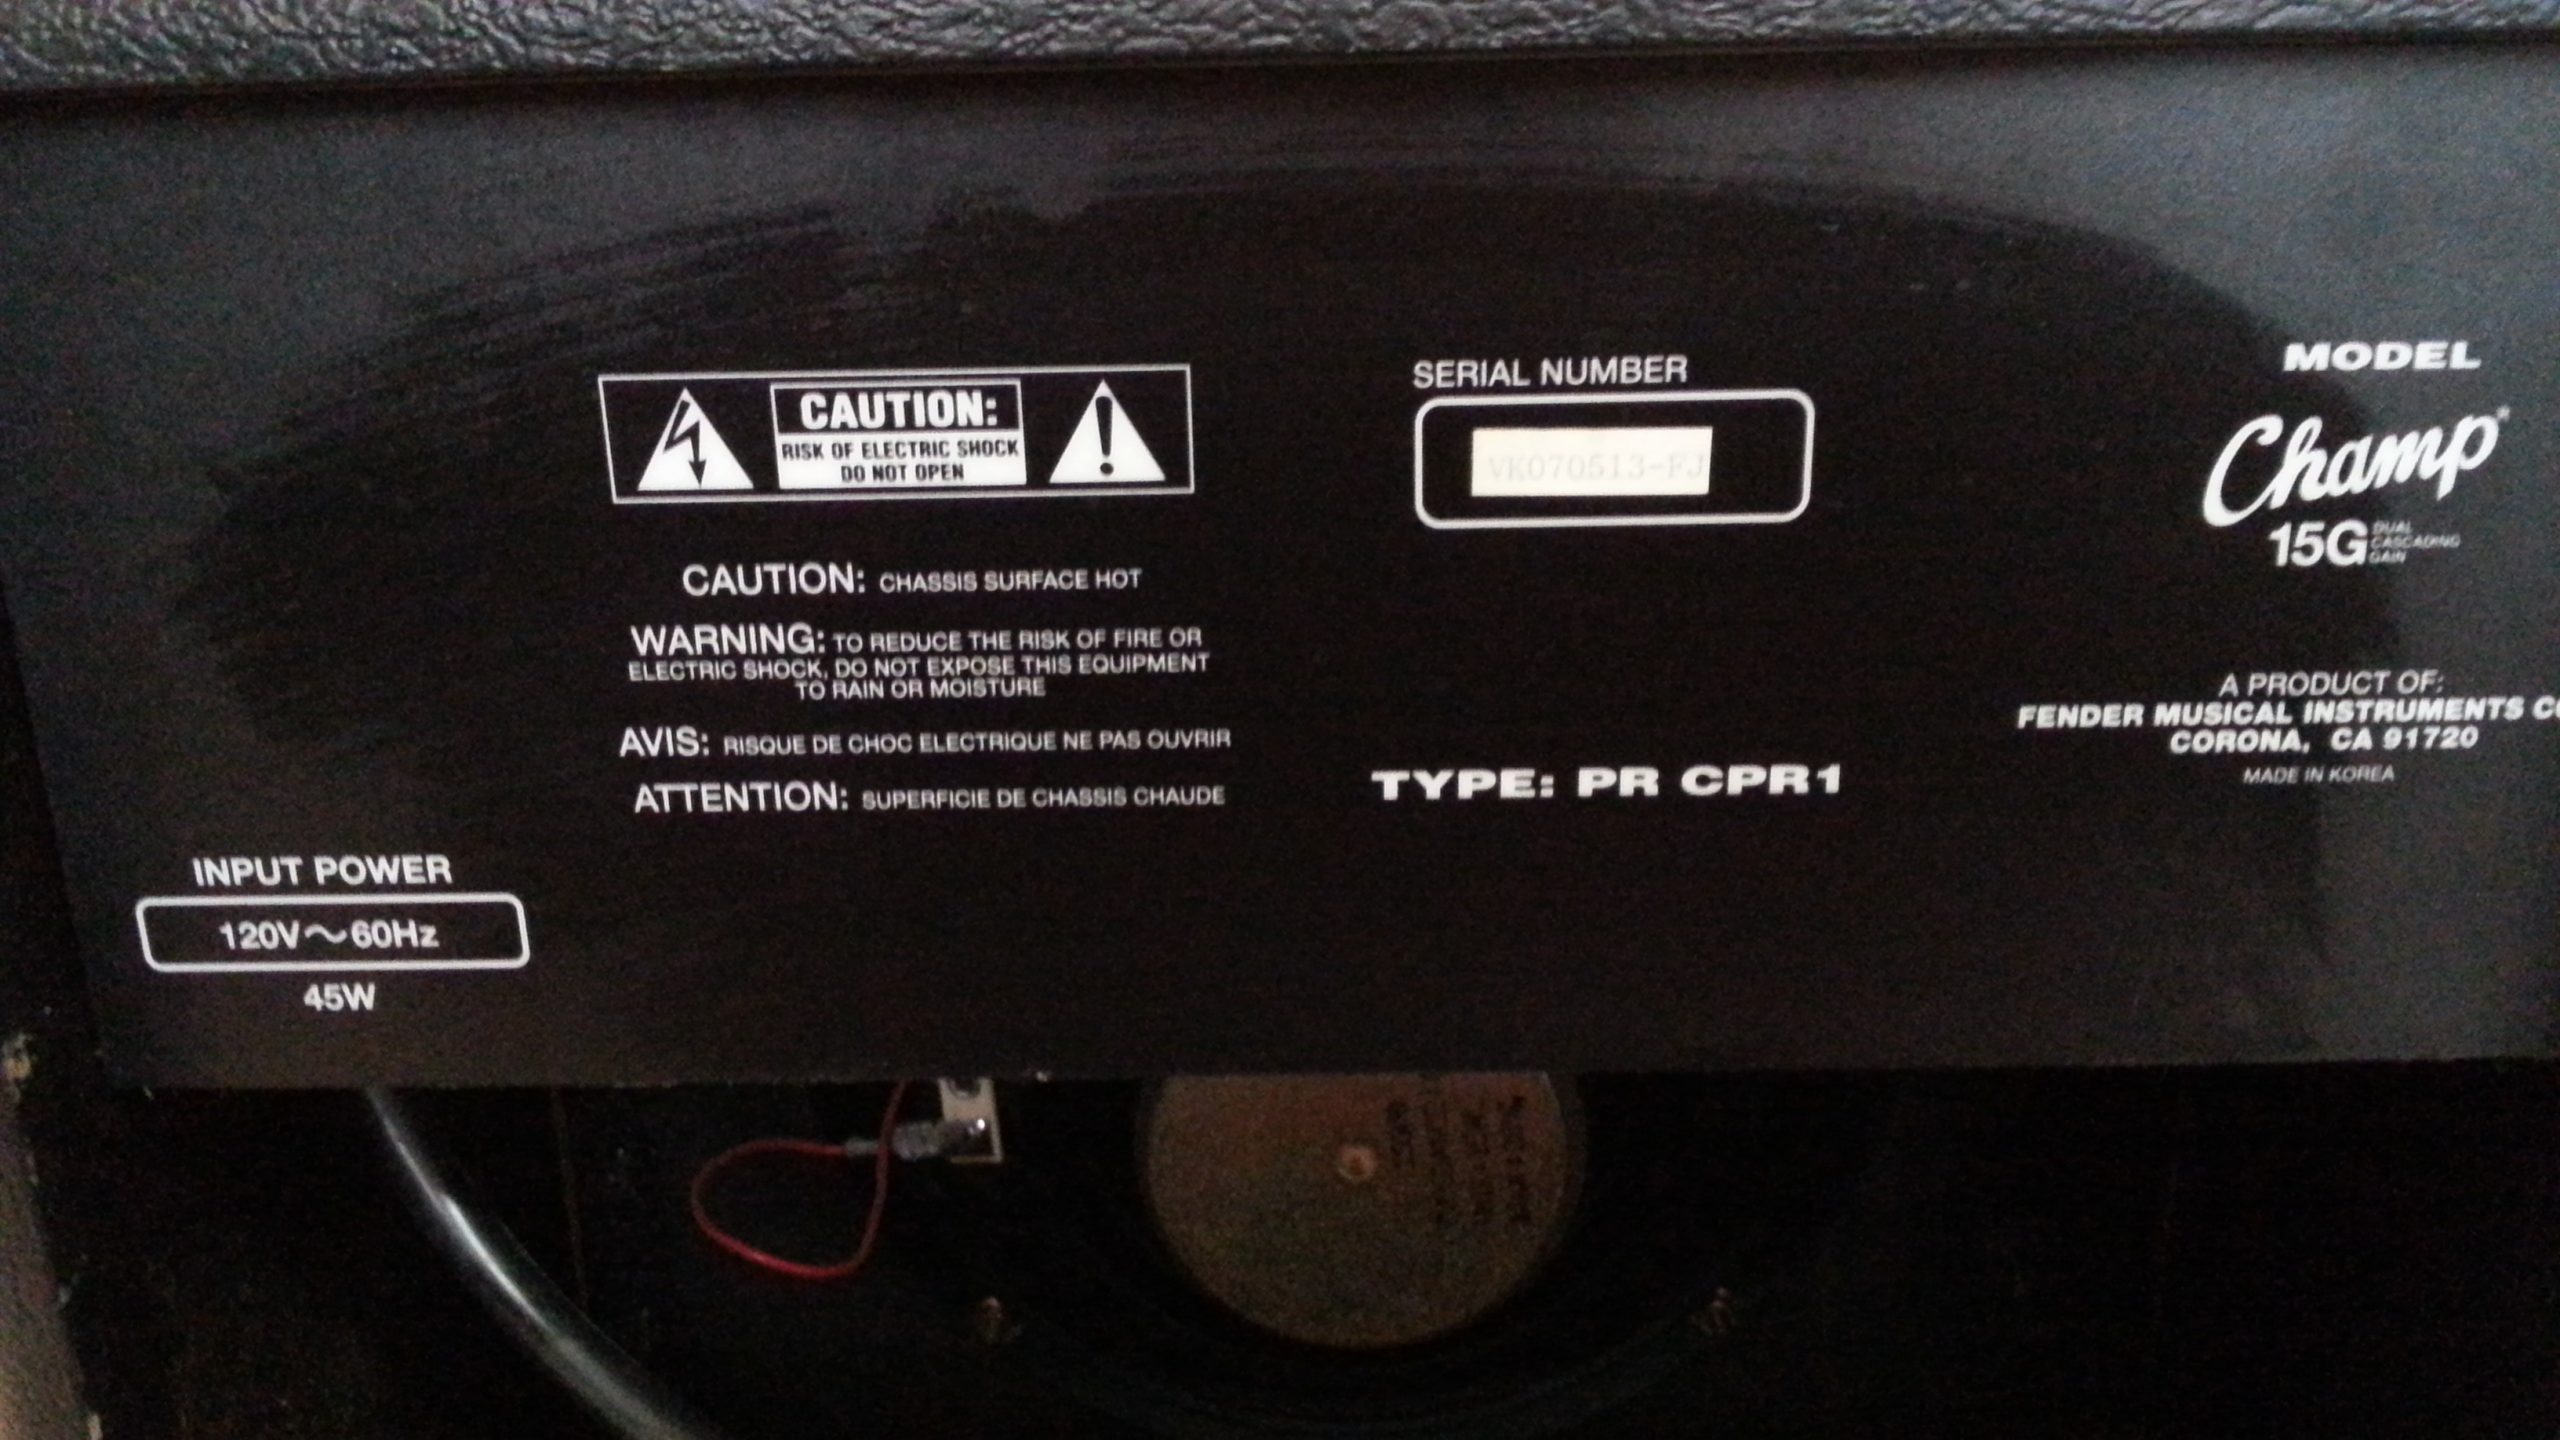 CAUTION:
RISK OF ELECTRIC SHOCK
DO NOT OPEN
CAUTION: CHASSIS SURFACE HOT
WARNING: TO REDUCE THE RISK OF FIRE OR
ELECTRIC SHOCK, DO NOT EXPOSE THIS EQUIPMENT
TO RAIN OR MOISTURE
AVIS: RISQUE DE CHOC ELECTRIQUE NE PAS OUVRIR
ATTENTION: SUPERFICIE DE CHASSIS CHAUDE
INPUT POWER
120V~60Hz
45W
SERIAL NUMBER
VK070513-FJ
TYPE: PR CPR1
MODEL
Champ®
15G DUAL
CASCADING
GAIN
A PRODUCT OF:
FENDER MUSICAL INSTRUMENTS
CORONA, CA 91720
MADE IN KOREA